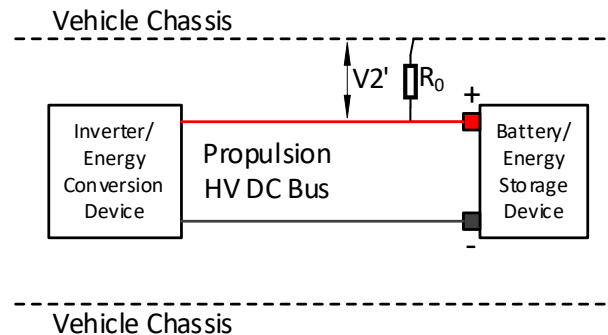 Vehicle Chassis
V2'
R₀
+
Inverter/
Energy
Conversion
Device
Propulsion
HV DC Bus
Battery/
Energy
Storage
Device
-
Vehicle Chassis